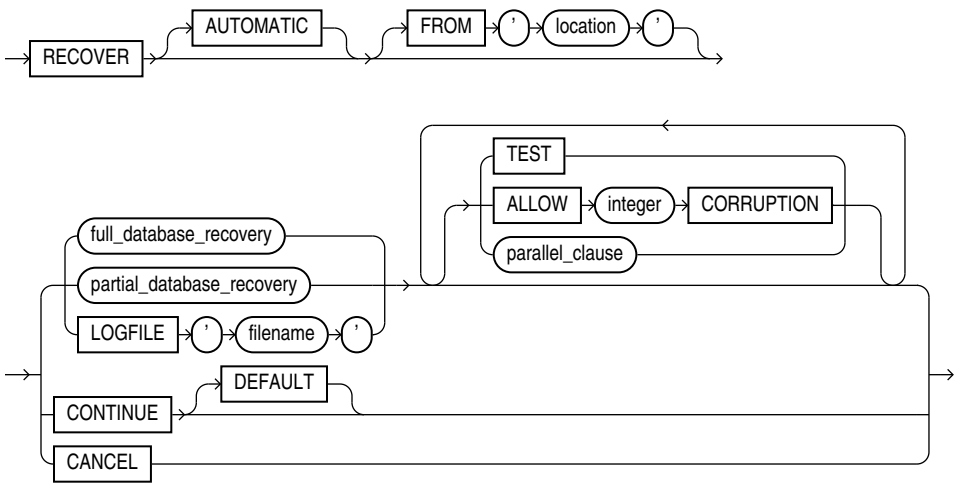 RECOVER AUTOMATIC FROM ' location '
TEST
ALLOW integer CORRUPTION
parallel_clause
full_database_recovery
partial_database_recovery
LOGFILE ' filename '
CONTINUE DEFAULT
CANCEL